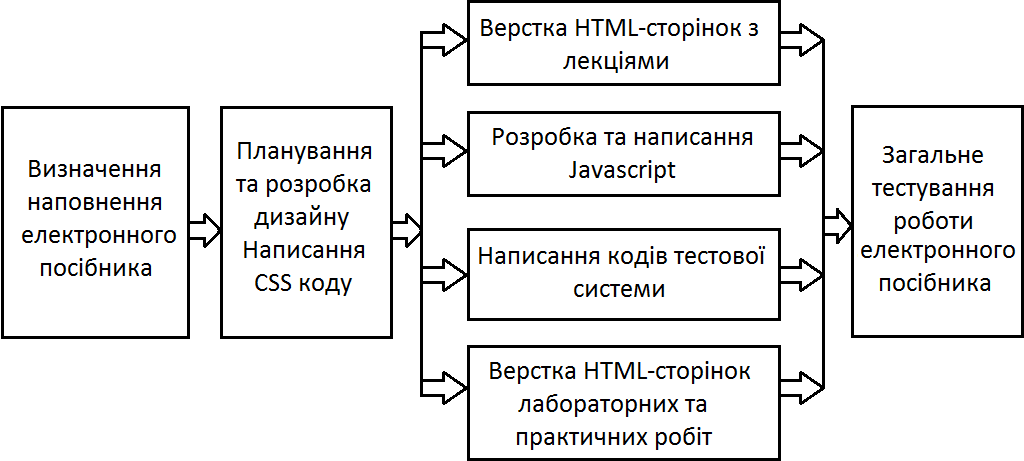 Визначення
наповнення
електронного
посібника
Планування
та розробка
дизайну
Написання
CSS коду
Верстка HTML-сторінок з
лекціями
Розробка та написання
Javascript
Написання кодів тестової
системи
Верстка HTML-сторінок
лабораторних та
практичних робіт
Загальне
тестування
роботи
електронного
посібника